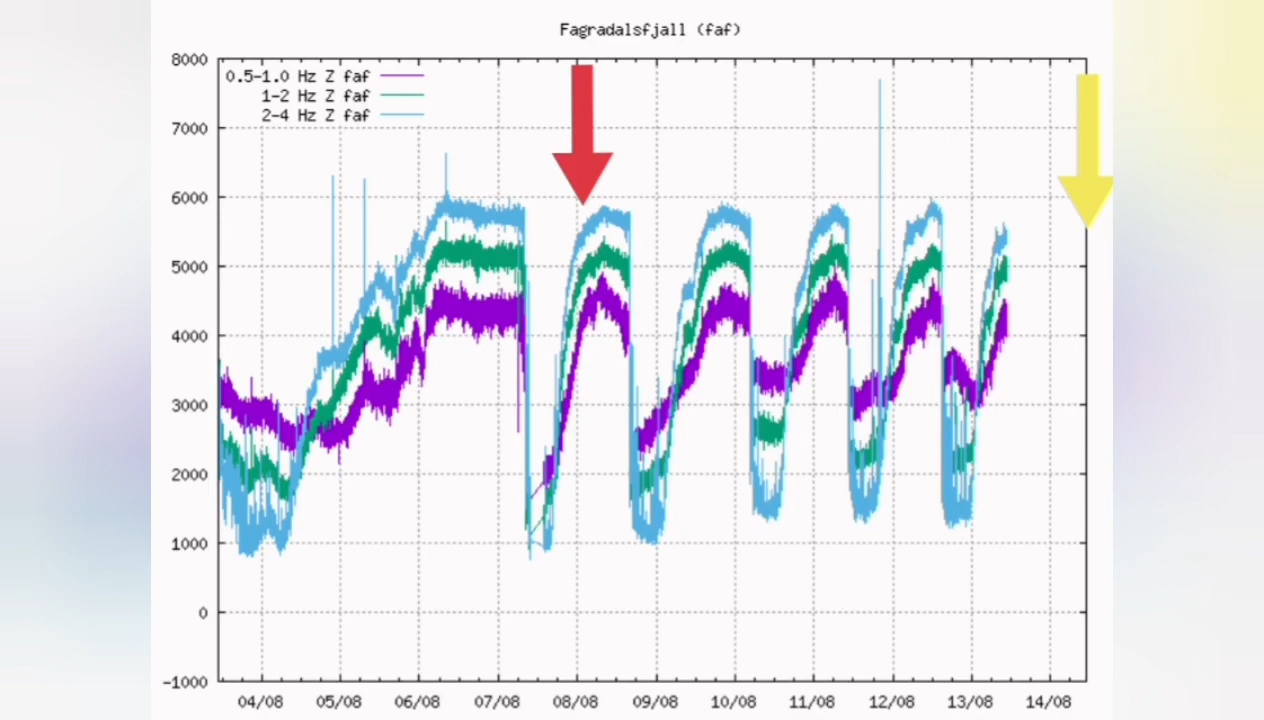 Fagradalsfjall (faf)
8000
0.5-1.0 Hz Z faf
1-2 Hz Z faf
2-4 Hz Z faf
7000
6000
5000
4000
3000
2000
1000
0
-1000
04/08 05/08 06/08 07/08 08/08 09/08 10/08 11/08 12/08 13/08 14/08